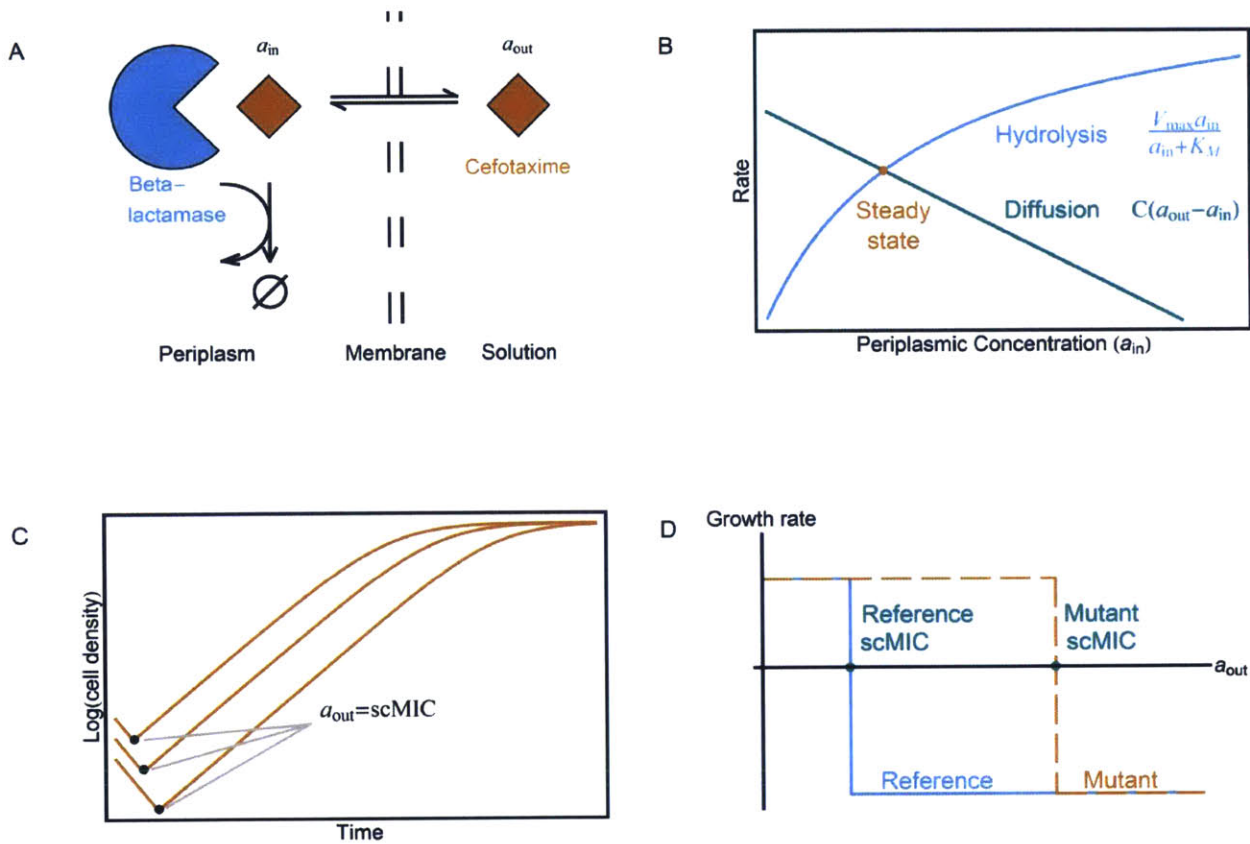 A
a_in
a_out
Cefotaxime
Beta–
lactamase
Ø
Periplasm
Membrane
Solution
B
Rate
Hydrolysis
V_max a_in
a_in + K_M
Steady
state
Diffusion
C(a_out−a_in)
Periplasmic Concentration (a_in)
C
Log(cell density)
a_out=scMIC
Time
D
Growth rate
Reference
scMIC
Mutant
scMIC
a_out
Reference
Mutant